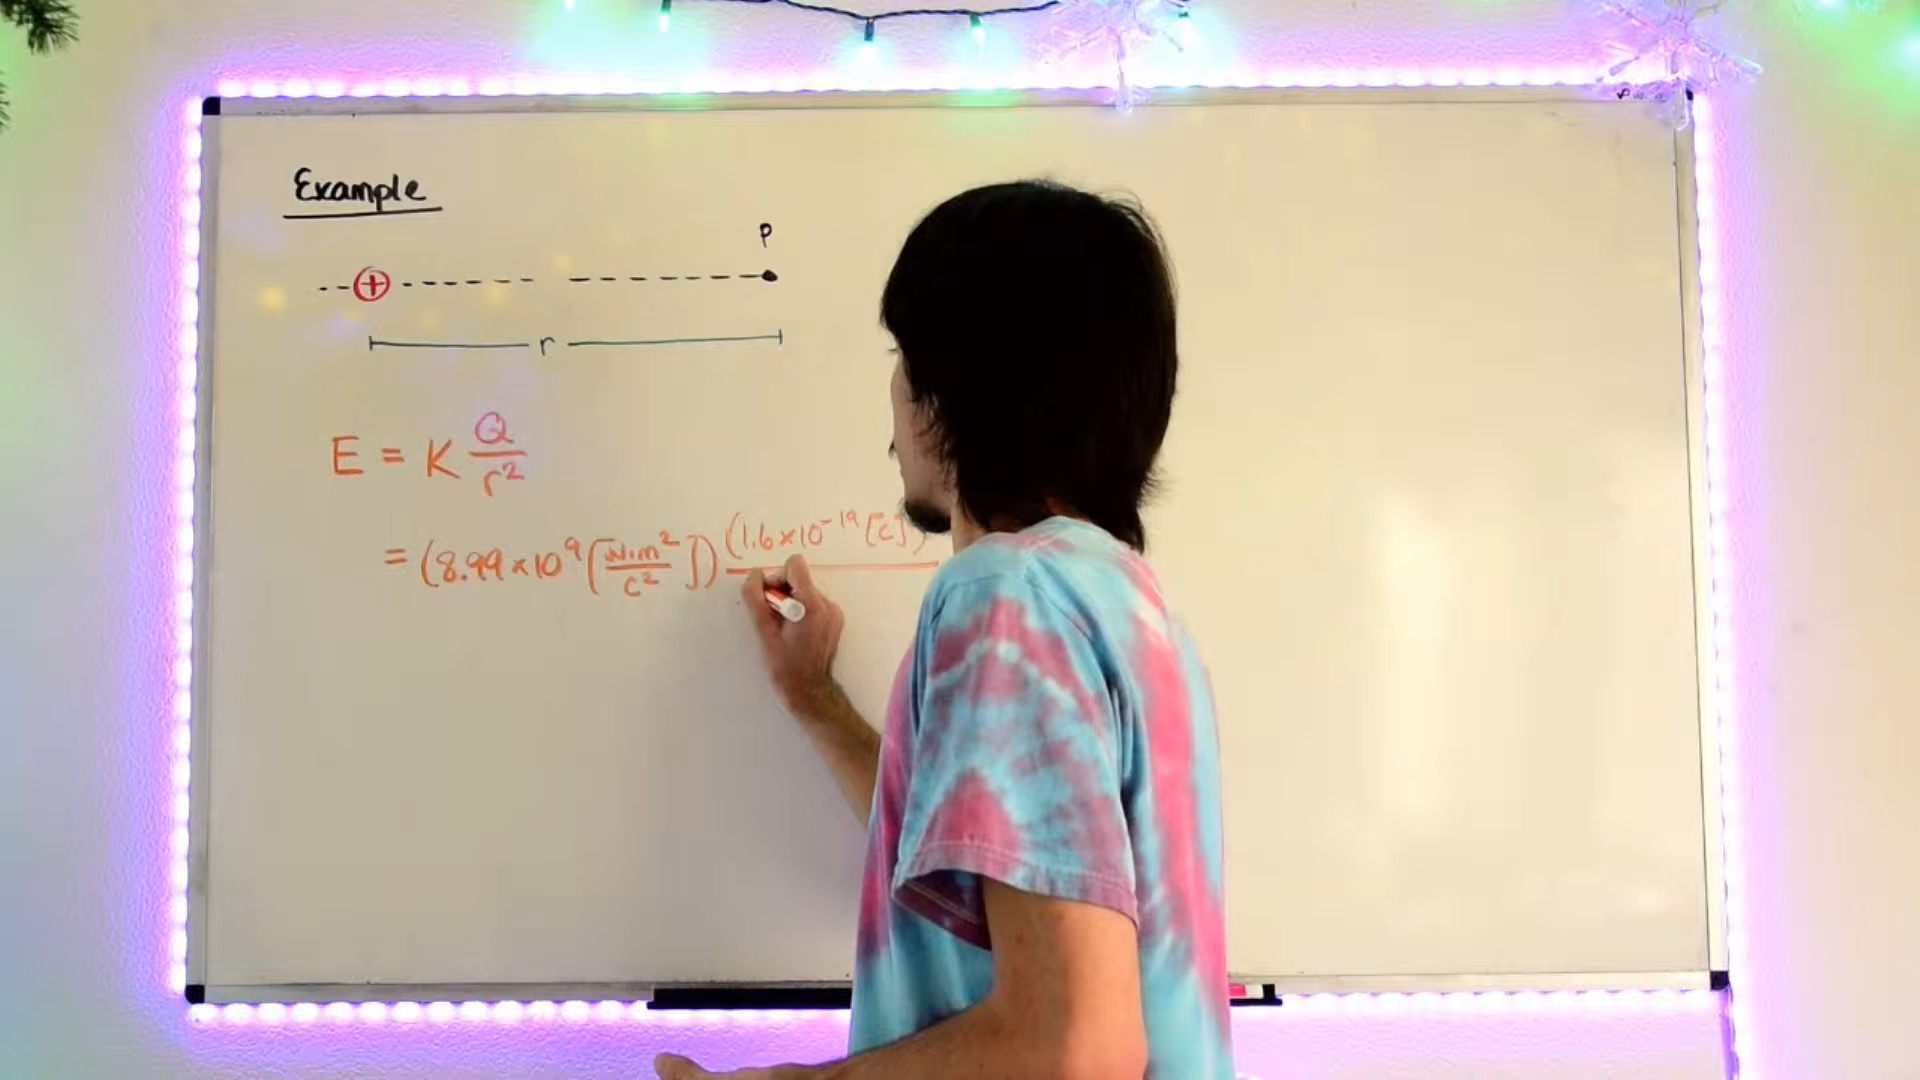 Example
P
+
r
E = K Q/r²
= (8.99×10⁹ [N·m²/C²]) (1.6×10⁻¹⁹ [C])